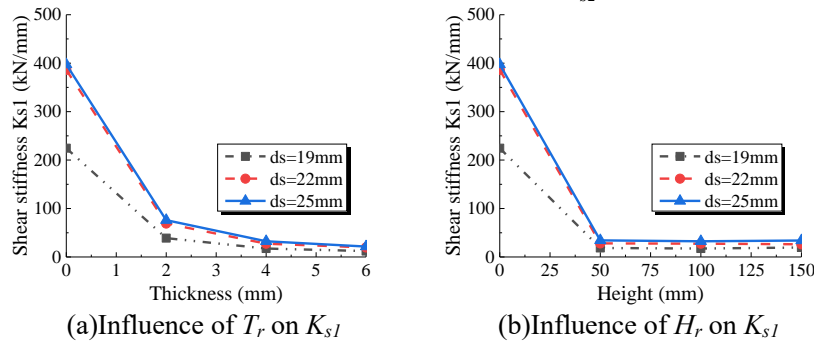 s2
500
400
300
200
100
0
Shear stiffness Ks1 (kN/mm)
ds=19mm
ds=22mm
ds=25mm
0 1 2 3 4 5 6
Thickness (mm)
(a)Influence of Tr on Ks1
500
400
300
200
100
0
Shear stiffness Ks1 (kN/mm)
ds=19mm
ds=22mm
ds=25mm
0 25 50 75 100 125 150
Height (mm)
(b)Influence of Hr on Ks1